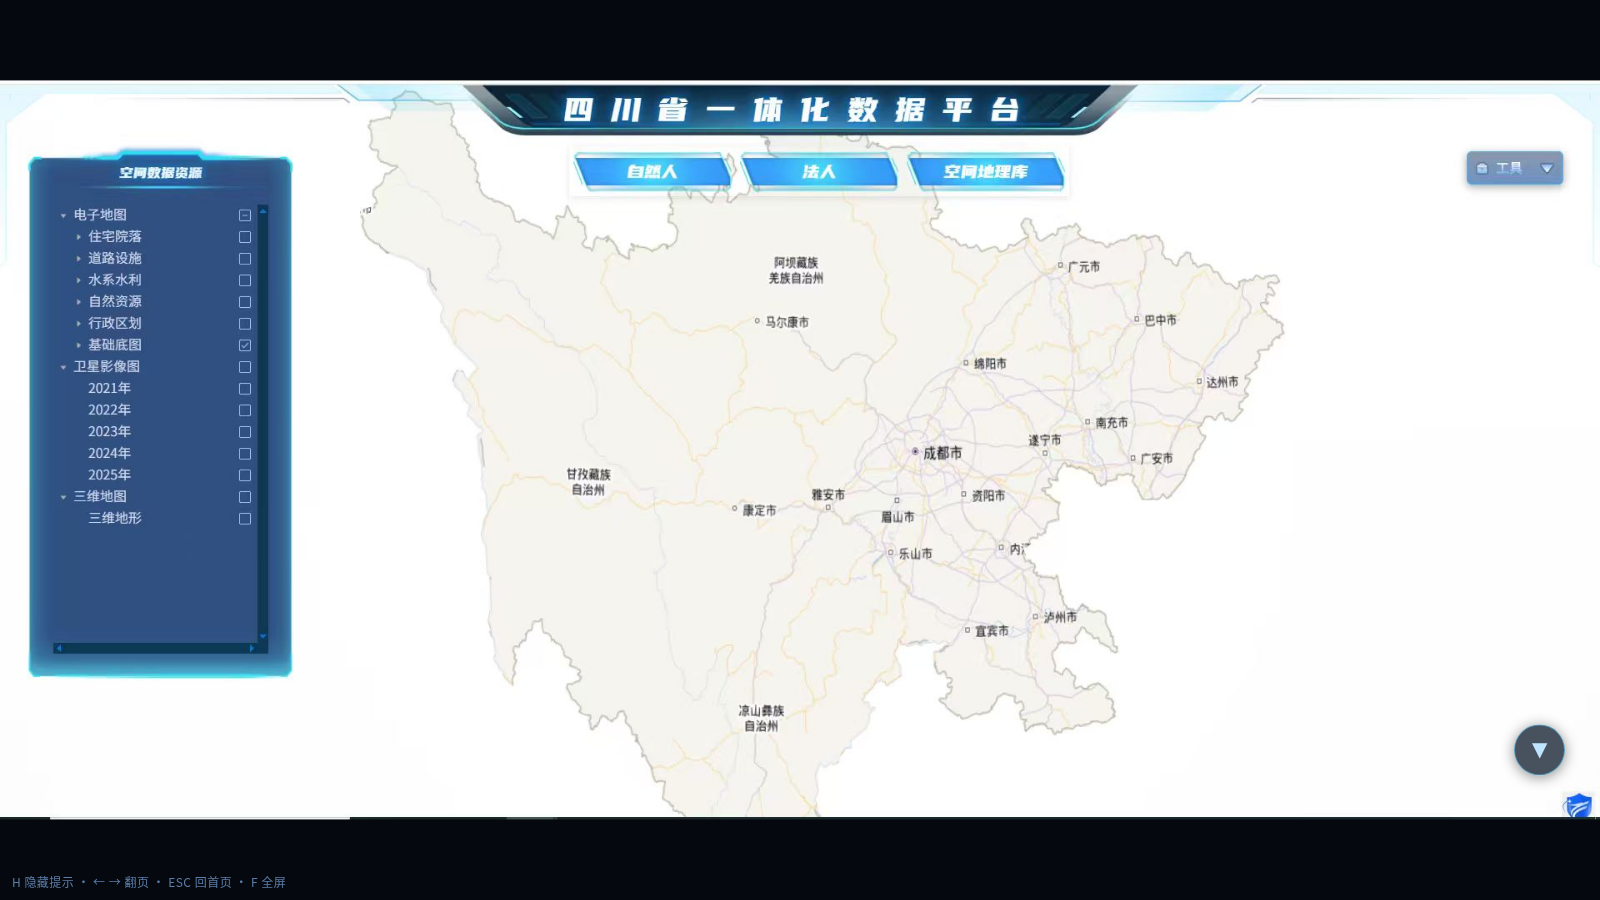 四川省一体化数据平台
自然人
法人
空间地理库
工具
空间数据资源
电子地图
住宅院落
道路设施
水系水利
自然资源
行政区划
基础底图
卫星影像图
2021年
2022年
2023年
2024年
2025年
三维地图
三维地形
阿坝藏族
羌族自治州
马尔康市
广元市
巴中市
绵阳市
达州市
南充市
遂宁市
成都市
广安市
甘孜藏族
自治州
雅安市
资阳市
康定市
眉山市
乐山市
内
泸州市
宜宾市
凉山彝族
自治州
H 隐藏提示 · ← → 翻页 · ESC 回首页 · F 全屏